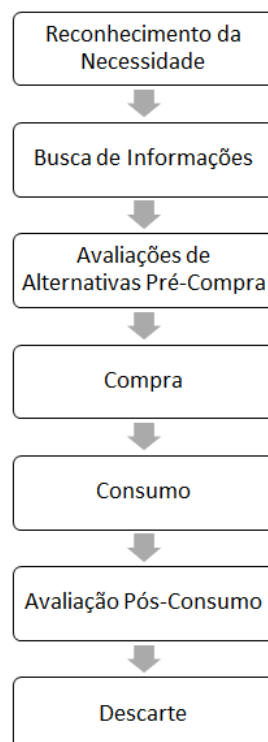 Reconhecimento da
Necessidade
Busca de Informações
Avaliações de
Alternativas Pré-Compra
Compra
Consumo
Avaliação Pós-Consumo
Descarte